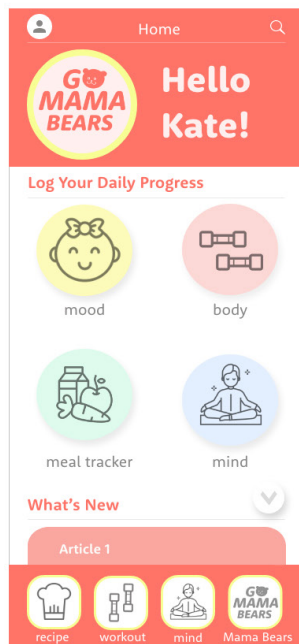 Home
GO
MAMA
BEARS
Hello
Kate!
Log Your Daily Progress
mood
body
meal tracker
mind
What's New
Article 1
GO
MAMA
BEARS
recipe
workout
mind
Mama Bears